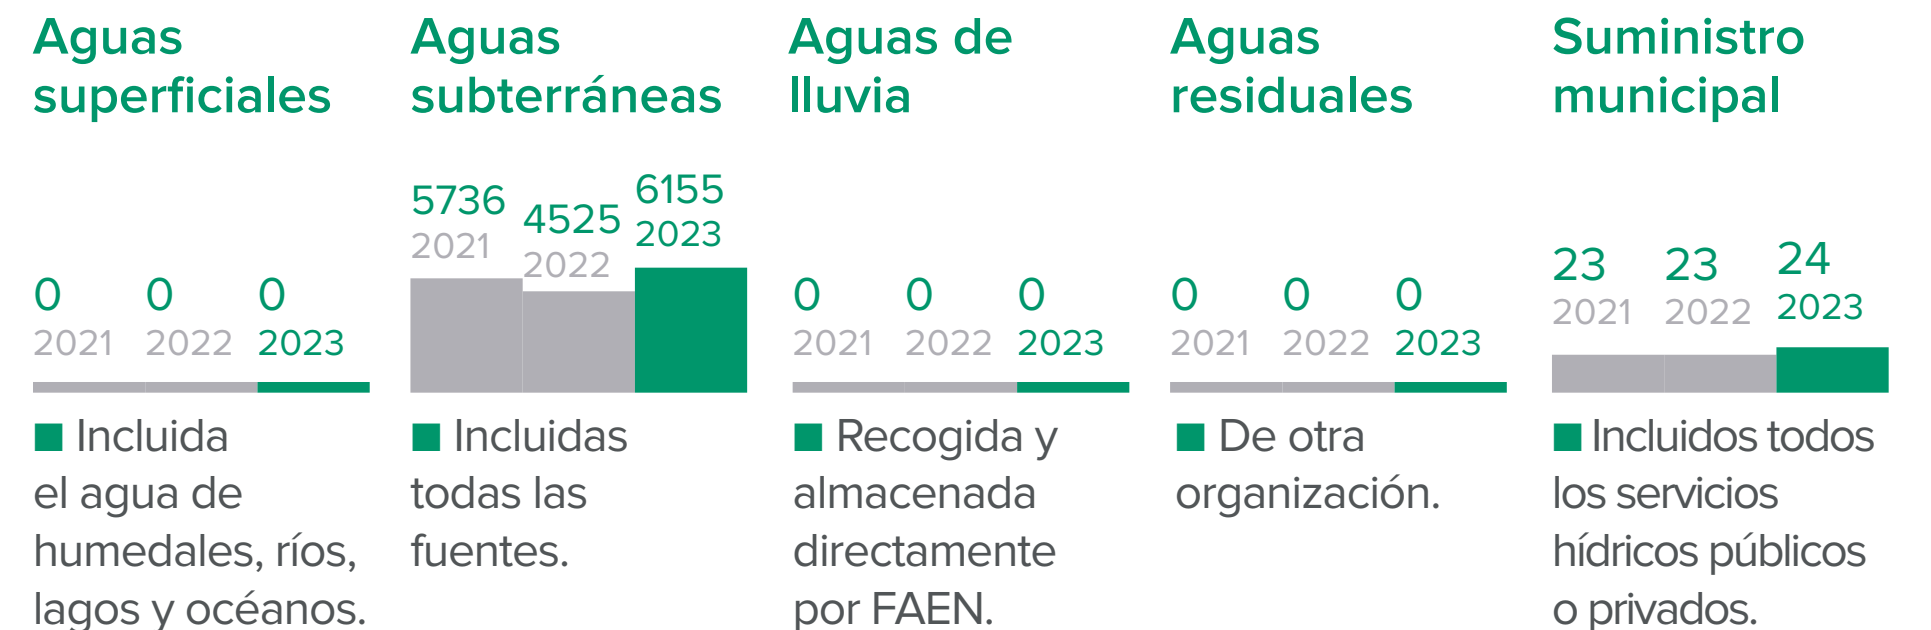 Aguas
superficiales
0 0 0
2021 2022 2023
■ Incluida
el agua de
humedales, ríos,
lagos y océanos.
Aguas
subterráneas
5736 4525 6155
2021 2022 2023
■ Incluidas
todas las
fuentes.
Aguas de
lluvia
0 0 0
2021 2022 2023
■ Recogida y
almacenada
directamente
por FAEN.
Aguas
residuales
0 0 0
2021 2022 2023
■ De otra
organización.
Suministro
municipal
23 23 24
2021 2022 2023
■ Incluidos todos
los servicios
hídricos públicos
o privados.